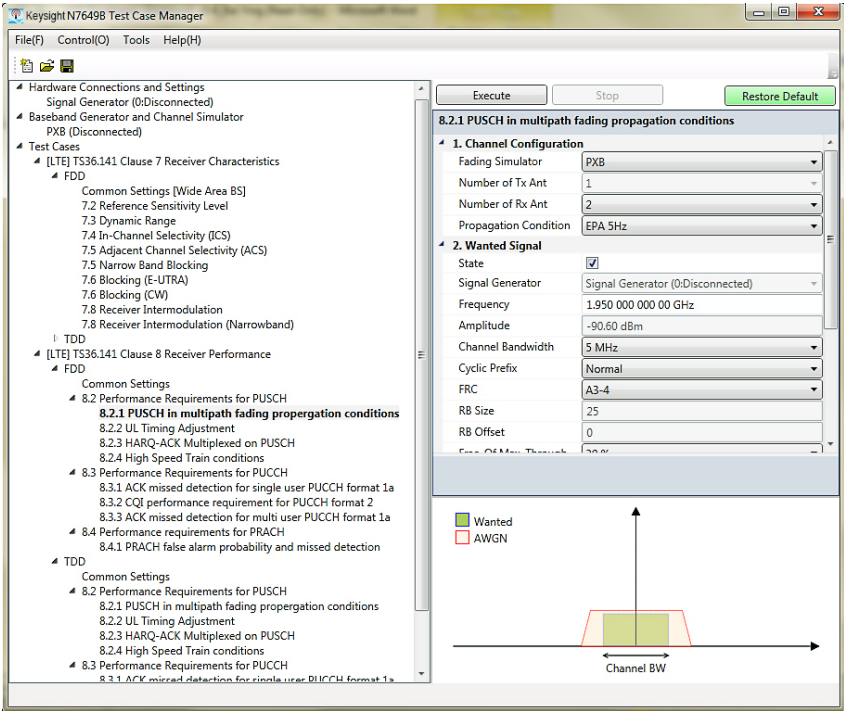 Keysight N7649B Test Case Manager
File(F) Control(O) Tools Help(H)
Hardware Connections and Settings
Signal Generator (0:Disconnected)
Baseband Generator and Channel Simulator
PXB (Disconnected)
Test Cases
[LTE] TS36.141 Clause 7 Receiver Characteristics
FDD
Common Settings [Wide Area BS]
7.2 Reference Sensitivity Level
7.3 Dynamic Range
7.4 In-Channel Selectivity (ICS)
7.5 Adjacent Channel Selectivity (ACS)
7.5 Narrow Band Blocking
7.6 Blocking (E-UTRA)
7.6 Blocking (CW)
7.8 Receiver Intermodulation
7.8 Receiver Intermodulation (Narrowband)
TDD
[LTE] TS36.141 Clause 8 Receiver Performance
FDD
Common Settings
8.2 Performance Requirements for PUSCH
8.2.1 PUSCH in multipath fading propergation conditions
8.2.2 UL Timing Adjustment
8.2.3 HARQ-ACK Multiplexed on PUSCH
8.2.4 High Speed Train conditions
8.3 Performance Requirements for PUCCH
8.3.1 ACK missed detection for single user PUCCH format 1a
8.3.2 CQI performance requirement for PUCCH format 2
8.3.3 ACK missed detection for multi user PUCCH format 1a
8.4 Performance requirements for PRACH
8.4.1 PRACH false alarm probability and missed detection
TDD
Common Settings
8.2 Performance Requirements for PUSCH
8.2.1 PUSCH in multipath fading propergation conditions
8.2.2 UL Timing Adjustment
8.2.3 HARQ-ACK Multiplexed on PUSCH
8.2.4 High Speed Train conditions
8.3 Performance Requirements for PUCCH
8.3.1 ACK missed detection for single user PUCCH format 1a
Execute Stop Restore Default
8.2.1 PUSCH in multipath fading propagation conditions
1. Channel Configuration
Fading Simulator PXB
Number of Tx Ant 1
Number of Rx Ant 2
Propagation Condition EPA 5Hz
2. Wanted Signal
State
Signal Generator Signal Generator (0:Disconnected)
Frequency 1.950 000 000 00 GHz
Amplitude -90.60 dBm
Channel Bandwidth 5 MHz
Cyclic Prefix Normal
FRC A3-4
RB Size 25
RB Offset 0
Wanted
AWGN
Channel BW